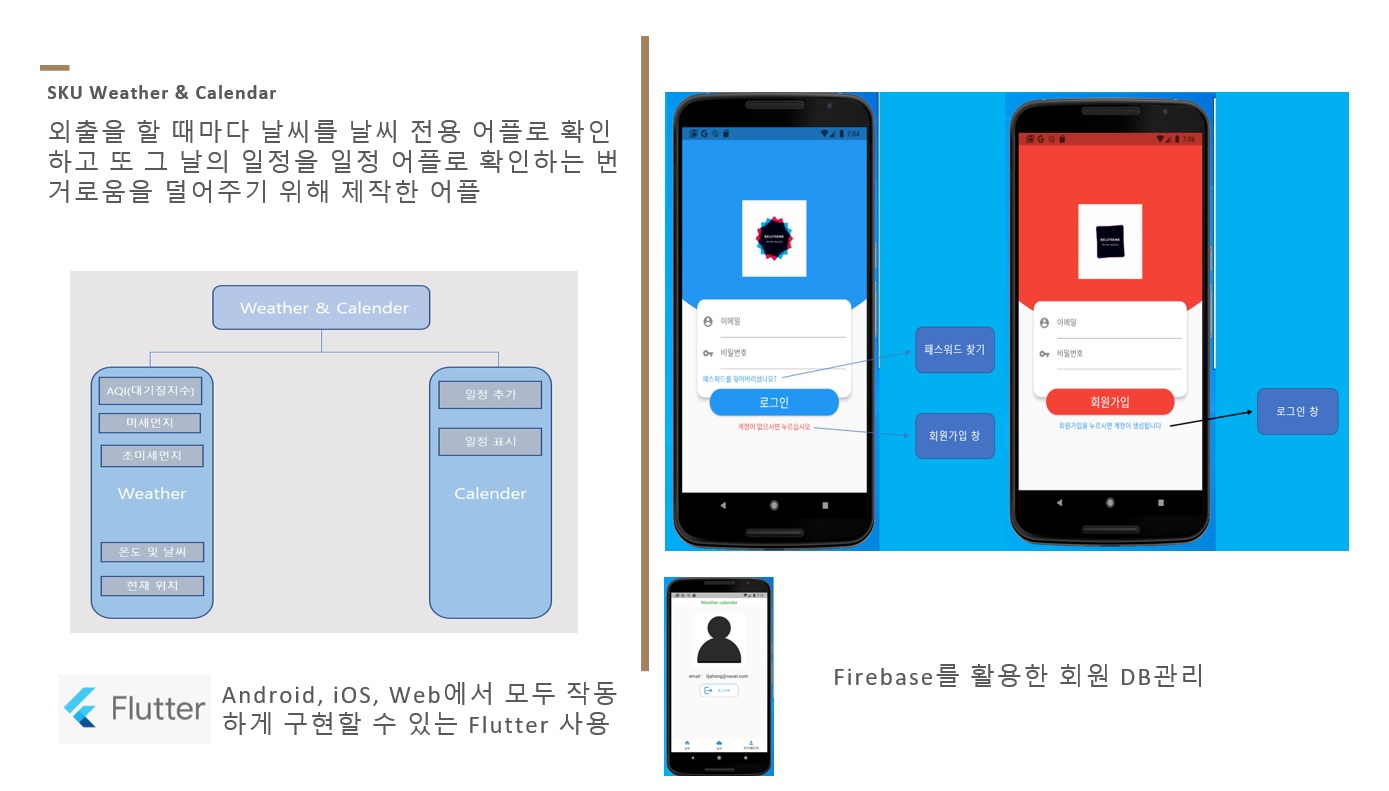 SKU Weather & Calendar
외출을 할 때마다 날씨를 날씨 전용 어플로 확인
하고 또 그 날의 일정을 일정 어플로 확인하는 번
거로움을 덜어주기 위해 제작한 어플
Weather & Calender
AQI(대기질지수)
미세먼지
초미세먼지
Weather
온도 및 날씨
현재 위치
일정 추가
일정 표시
Calender
Flutter
Android, iOS, Web에서 모두 작동
하게 구현할 수 있는 Flutter 사용
7:04
이메일
비밀번호
패스워드를 잊어버리셨나요?
로그인
계정이 없으시면 누르십시오
패스워드 찾기
회원가입 창
7:06
이메일
비밀번호
회원가입
회원가입을 누르시면 계정이 생성됩니다
로그인 창
Weather calender
Firebase를 활용한 회원 DB관리